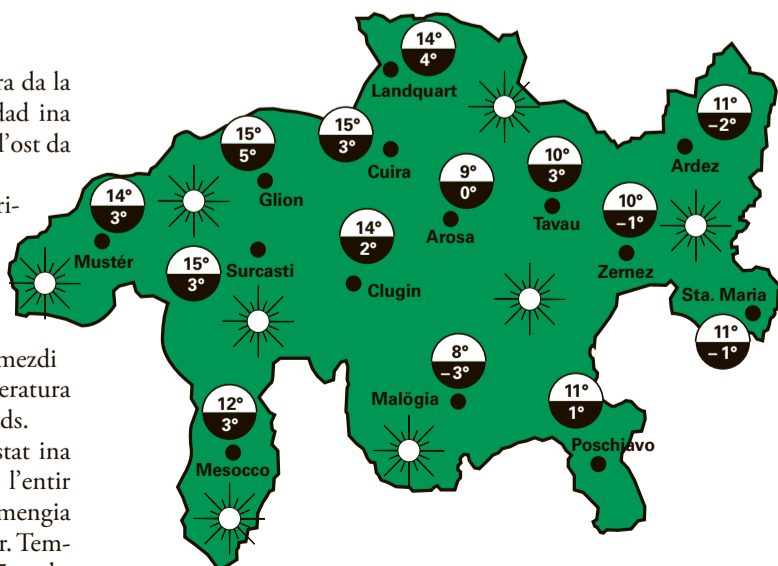 ra da la
dad ina
l’ost da
ri-
mezdi
peratura
ds.
stat ina
l’entir
mengia
r. Tem-
14°
4°
Landquart
15°
3°
Cuira
15°
5°
Glion
14°
3°
Mustér
15°
3°
Surcasti
14°
2°
Clugin
9°
0°
Arosa
10°
3°
Tavau
11°
–2°
Ardez
10°
–1°
Zernez
Sta. Maria
11°
–1°
8°
–3°
Malögia
11°
1°
Poschiavo
12°
3°
Mesocco